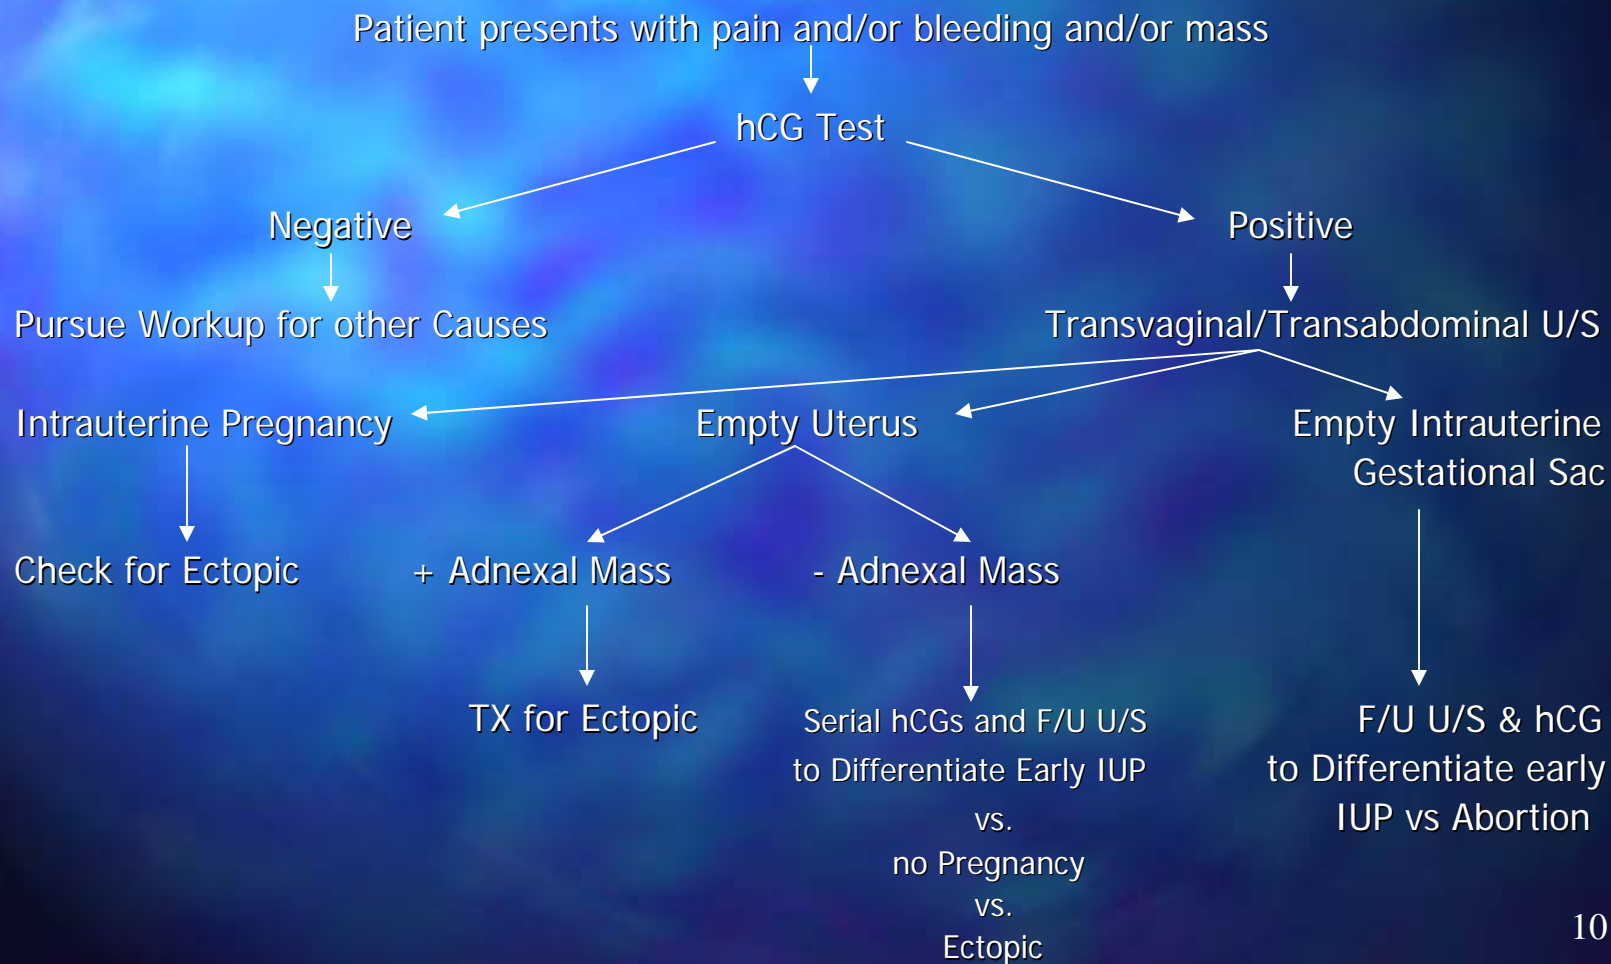 Patient presents with pain and/or bleeding and/or mass
hCG Test
Negative
Positive
Pursue Workup for other Causes
Transvaginal/Transabdominal U/S
Intrauterine Pregnancy
Empty Uterus
Empty Intrauterine
Gestational Sac
Check for Ectopic
+ Adnexal Mass
- Adnexal Mass
TX for Ectopic
Serial hCGs and F/U U/S
to Differentiate Early IUP
vs.
no Pregnancy
vs.
Ectopic
F/U U/S & hCG
to Differentiate early
IUP vs Abortion
10